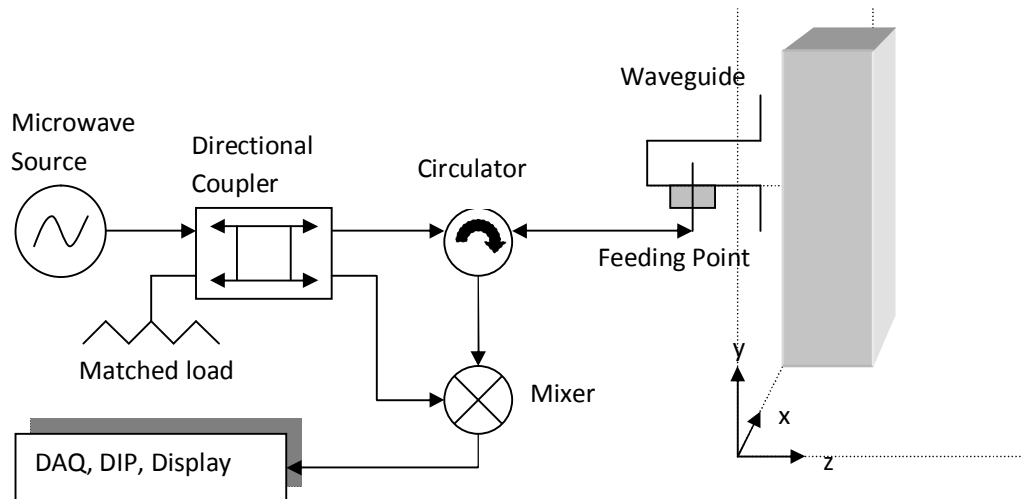 Waveguide
Microwave
Source
Directional
Coupler
Circulator
Feeding Point
Matched load
Mixer
y
x
z
DAQ, DIP, Display